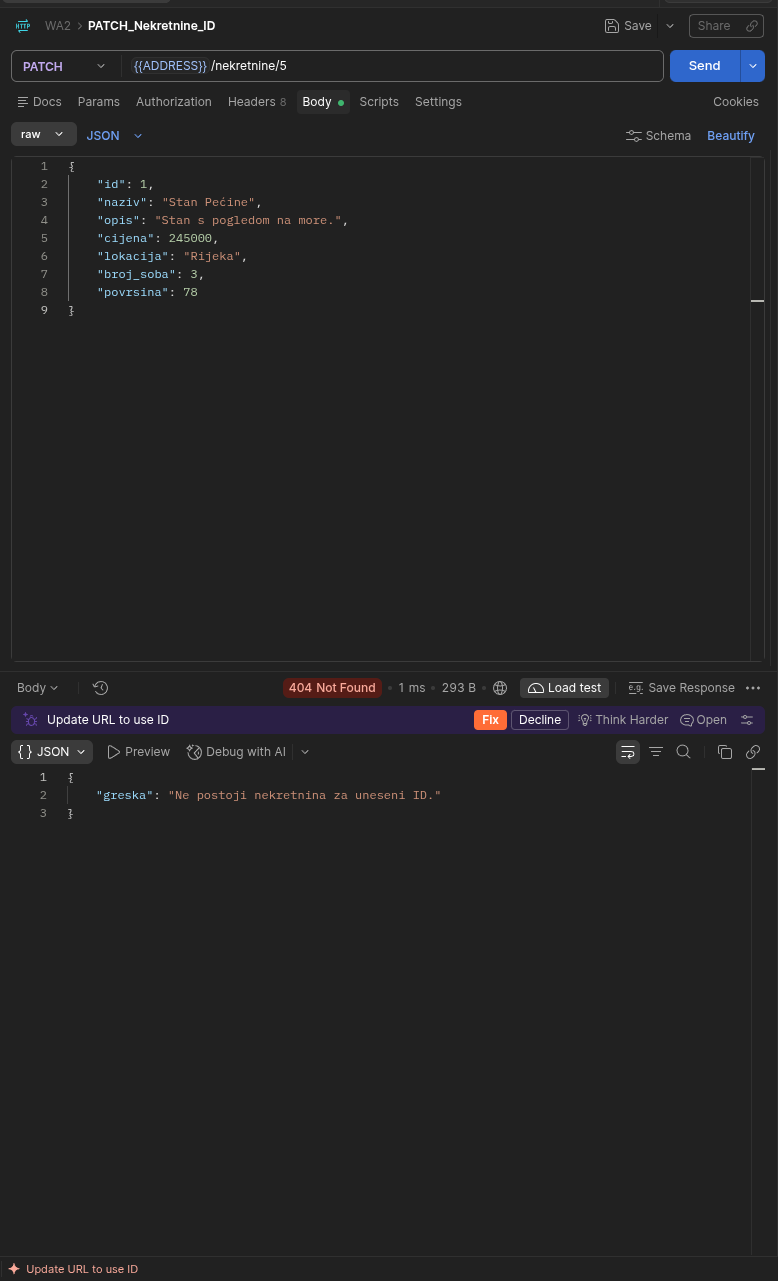 HTTP WA2 > PATCH_Nekretnine_ID Save Share
PATCH {{ADDRESS}} /nekretnine/5 Send
Docs Params Authorization Headers 8 Body Scripts Settings Cookies
raw JSON Schema Beautify
1 {
2 "id": 1,
3 "naziv": "Stan Pećine",
4 "opis": "Stan s pogledom na more.",
5 "cijena": 245000,
6 "lokacija": "Rijeka",
7 "broj_soba": 3,
8 "povrsina": 78
9 }
Body 404 Not Found • 1 ms • 293 B • Load test e.g. Save Response
Update URL to use ID Fix Decline Think Harder Open
{ } JSON Preview Debug with AI
1 {
2 "greska": "Ne postoji nekretnina za uneseni ID."
3 }
Update URL to use ID